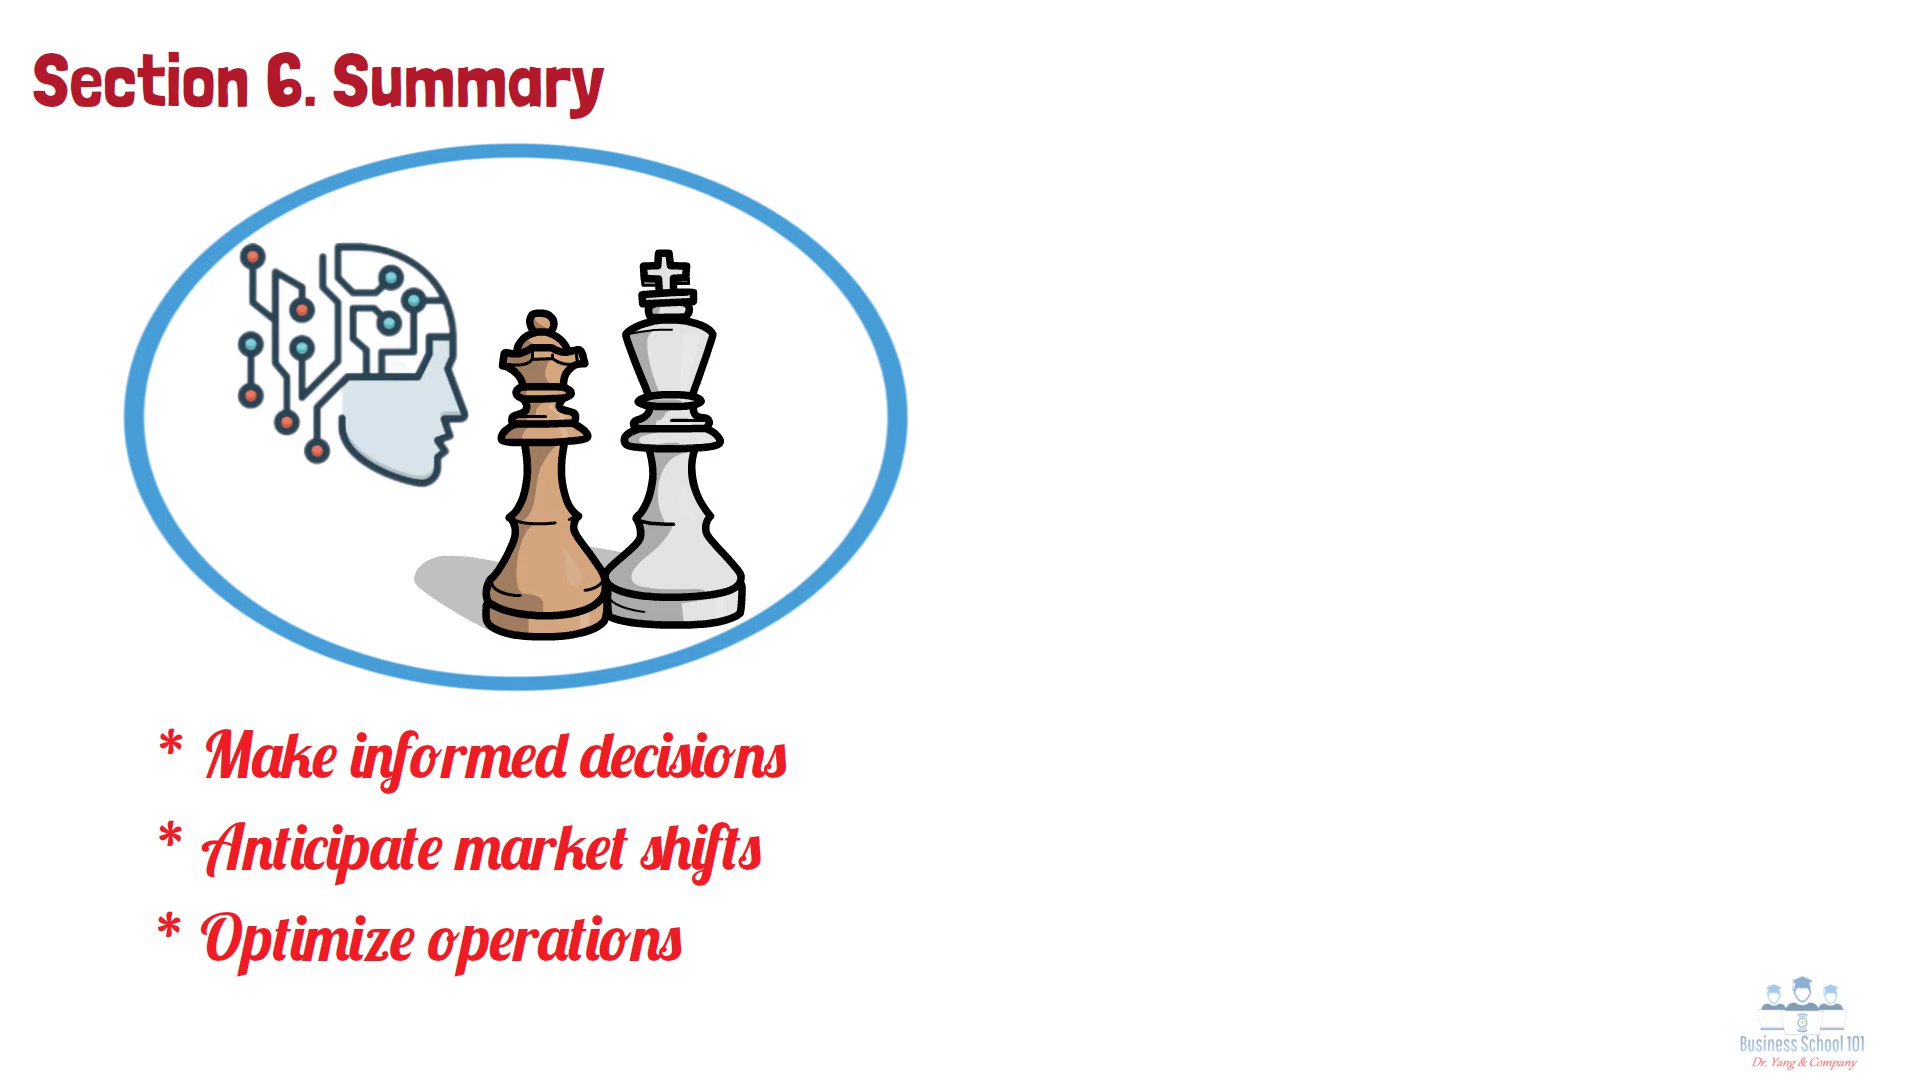 Section 6. Summary
* Make informed decisions
* Anticipate market shifts
* Optimize operations
Business School 101
Dr. Yang & Company